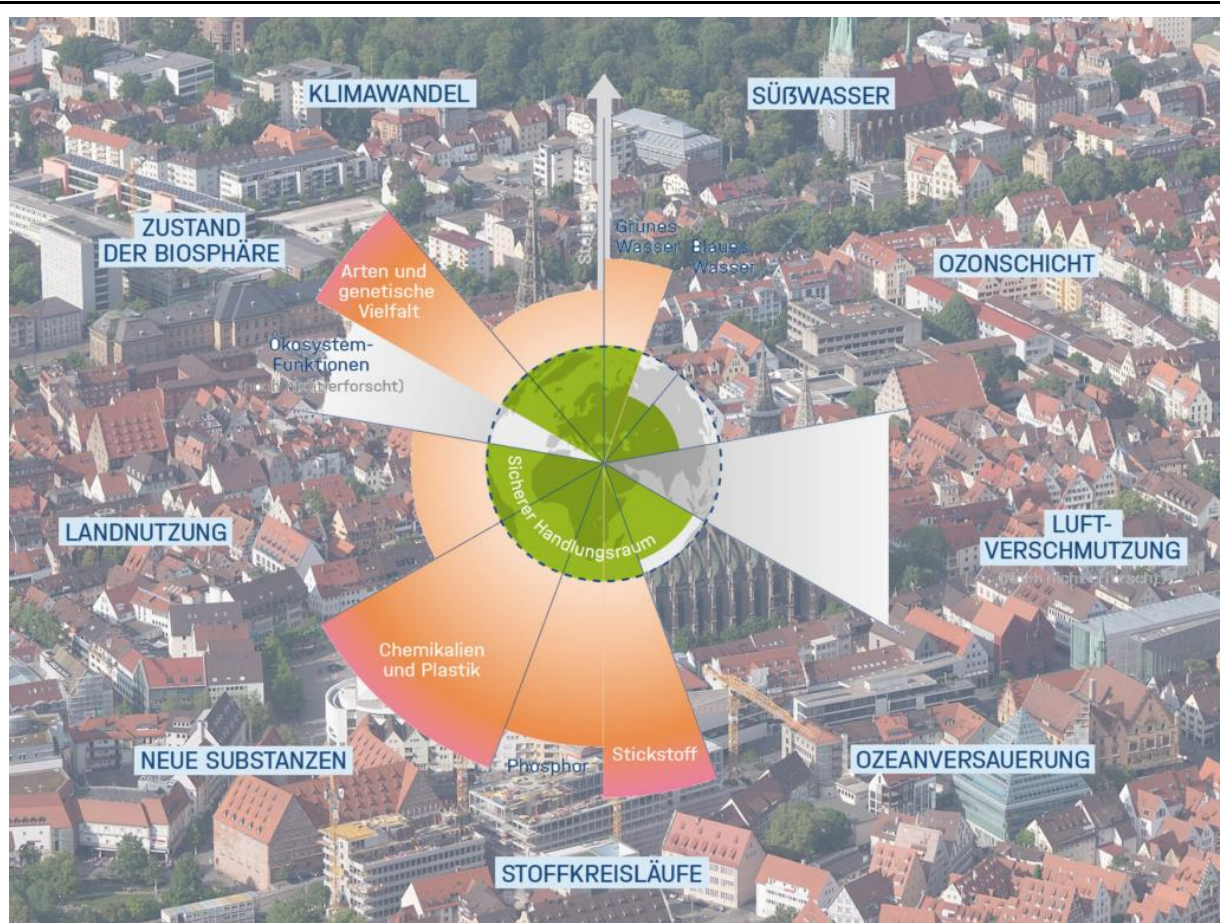 KLIMAWANDEL
SÜßWASSER
ZUSTAND
DER BIOSPHÄRE
Grünes
Wasser
Blaues
Wasser
OZONSCHICHT
Arten und
genetische
Vielfalt
Ökosystem-
Funktionen
erforscht)
Sicherer Handlungsraum
LANDNUTZUNG
LUFT-
VERSCHMUTZUNG
Chemikalien
und Plastik
NEUE SUBSTANZEN
Phosphor
Stickstoff
OZEANVERSAUERUNG
STOFFKREISLÄUFE